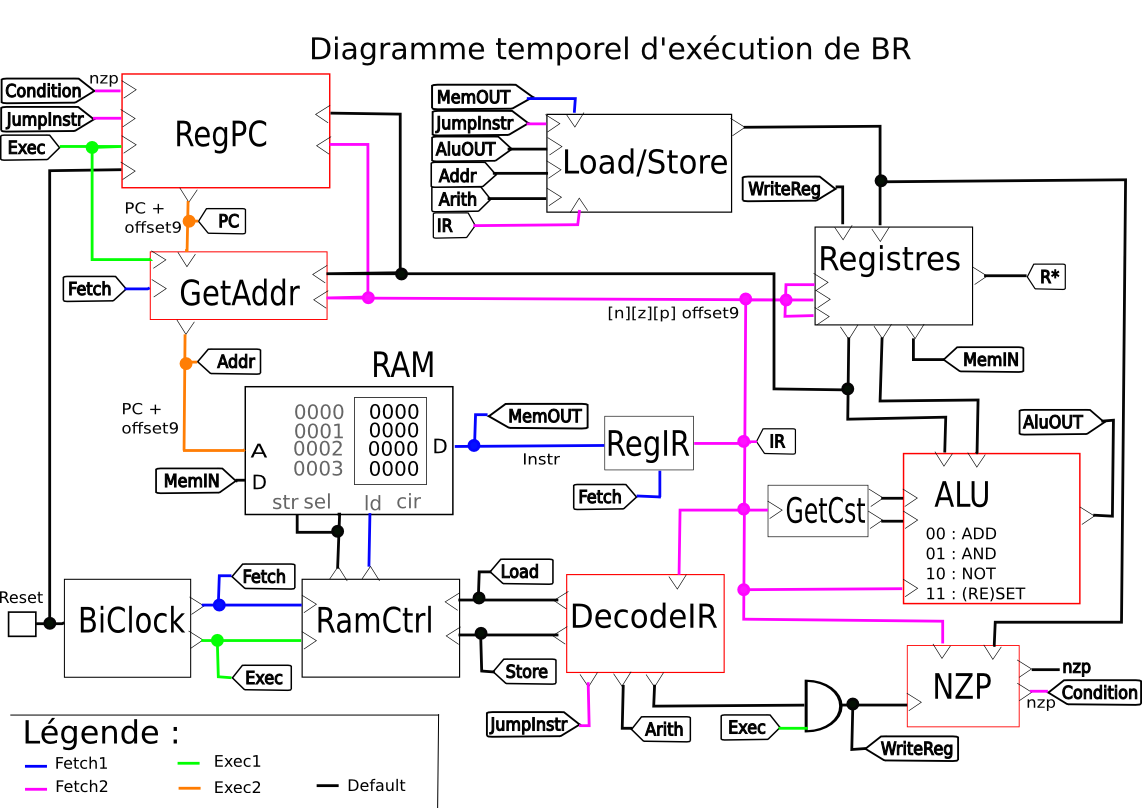 Diagramme temporel d'exécution de BR
Condition
nzp
JumpInstr
Exec
RegPC
PC +
offset9
PC
Fetch
GetAddr
Addr
PC +
offset9
MemOUT
JumpInstr
AluOUT
Addr
Arith
IR
Load/Store
WriteReg
Registres
R*
[n][z][p] offset9
MemIN
RAM
0000 0000
0001 0000
0002 0000
0003 0000
A
D
D
str sel ld cir
MemIN
MemOUT
Instr
RegIR
Fetch
IR
AluOUT
GetCst
ALU
00 : ADD
01 : AND
10 : NOT
11 : (RE)SET
Reset
BiClock
Fetch
Exec
RamCtrl
Load
Store
DecodeIR
JumpInstr
Arith
Exec
WriteReg
NZP
nzp
Condition
nzp
Légende :
Fetch1
Fetch2
Exec1
Exec2
Default